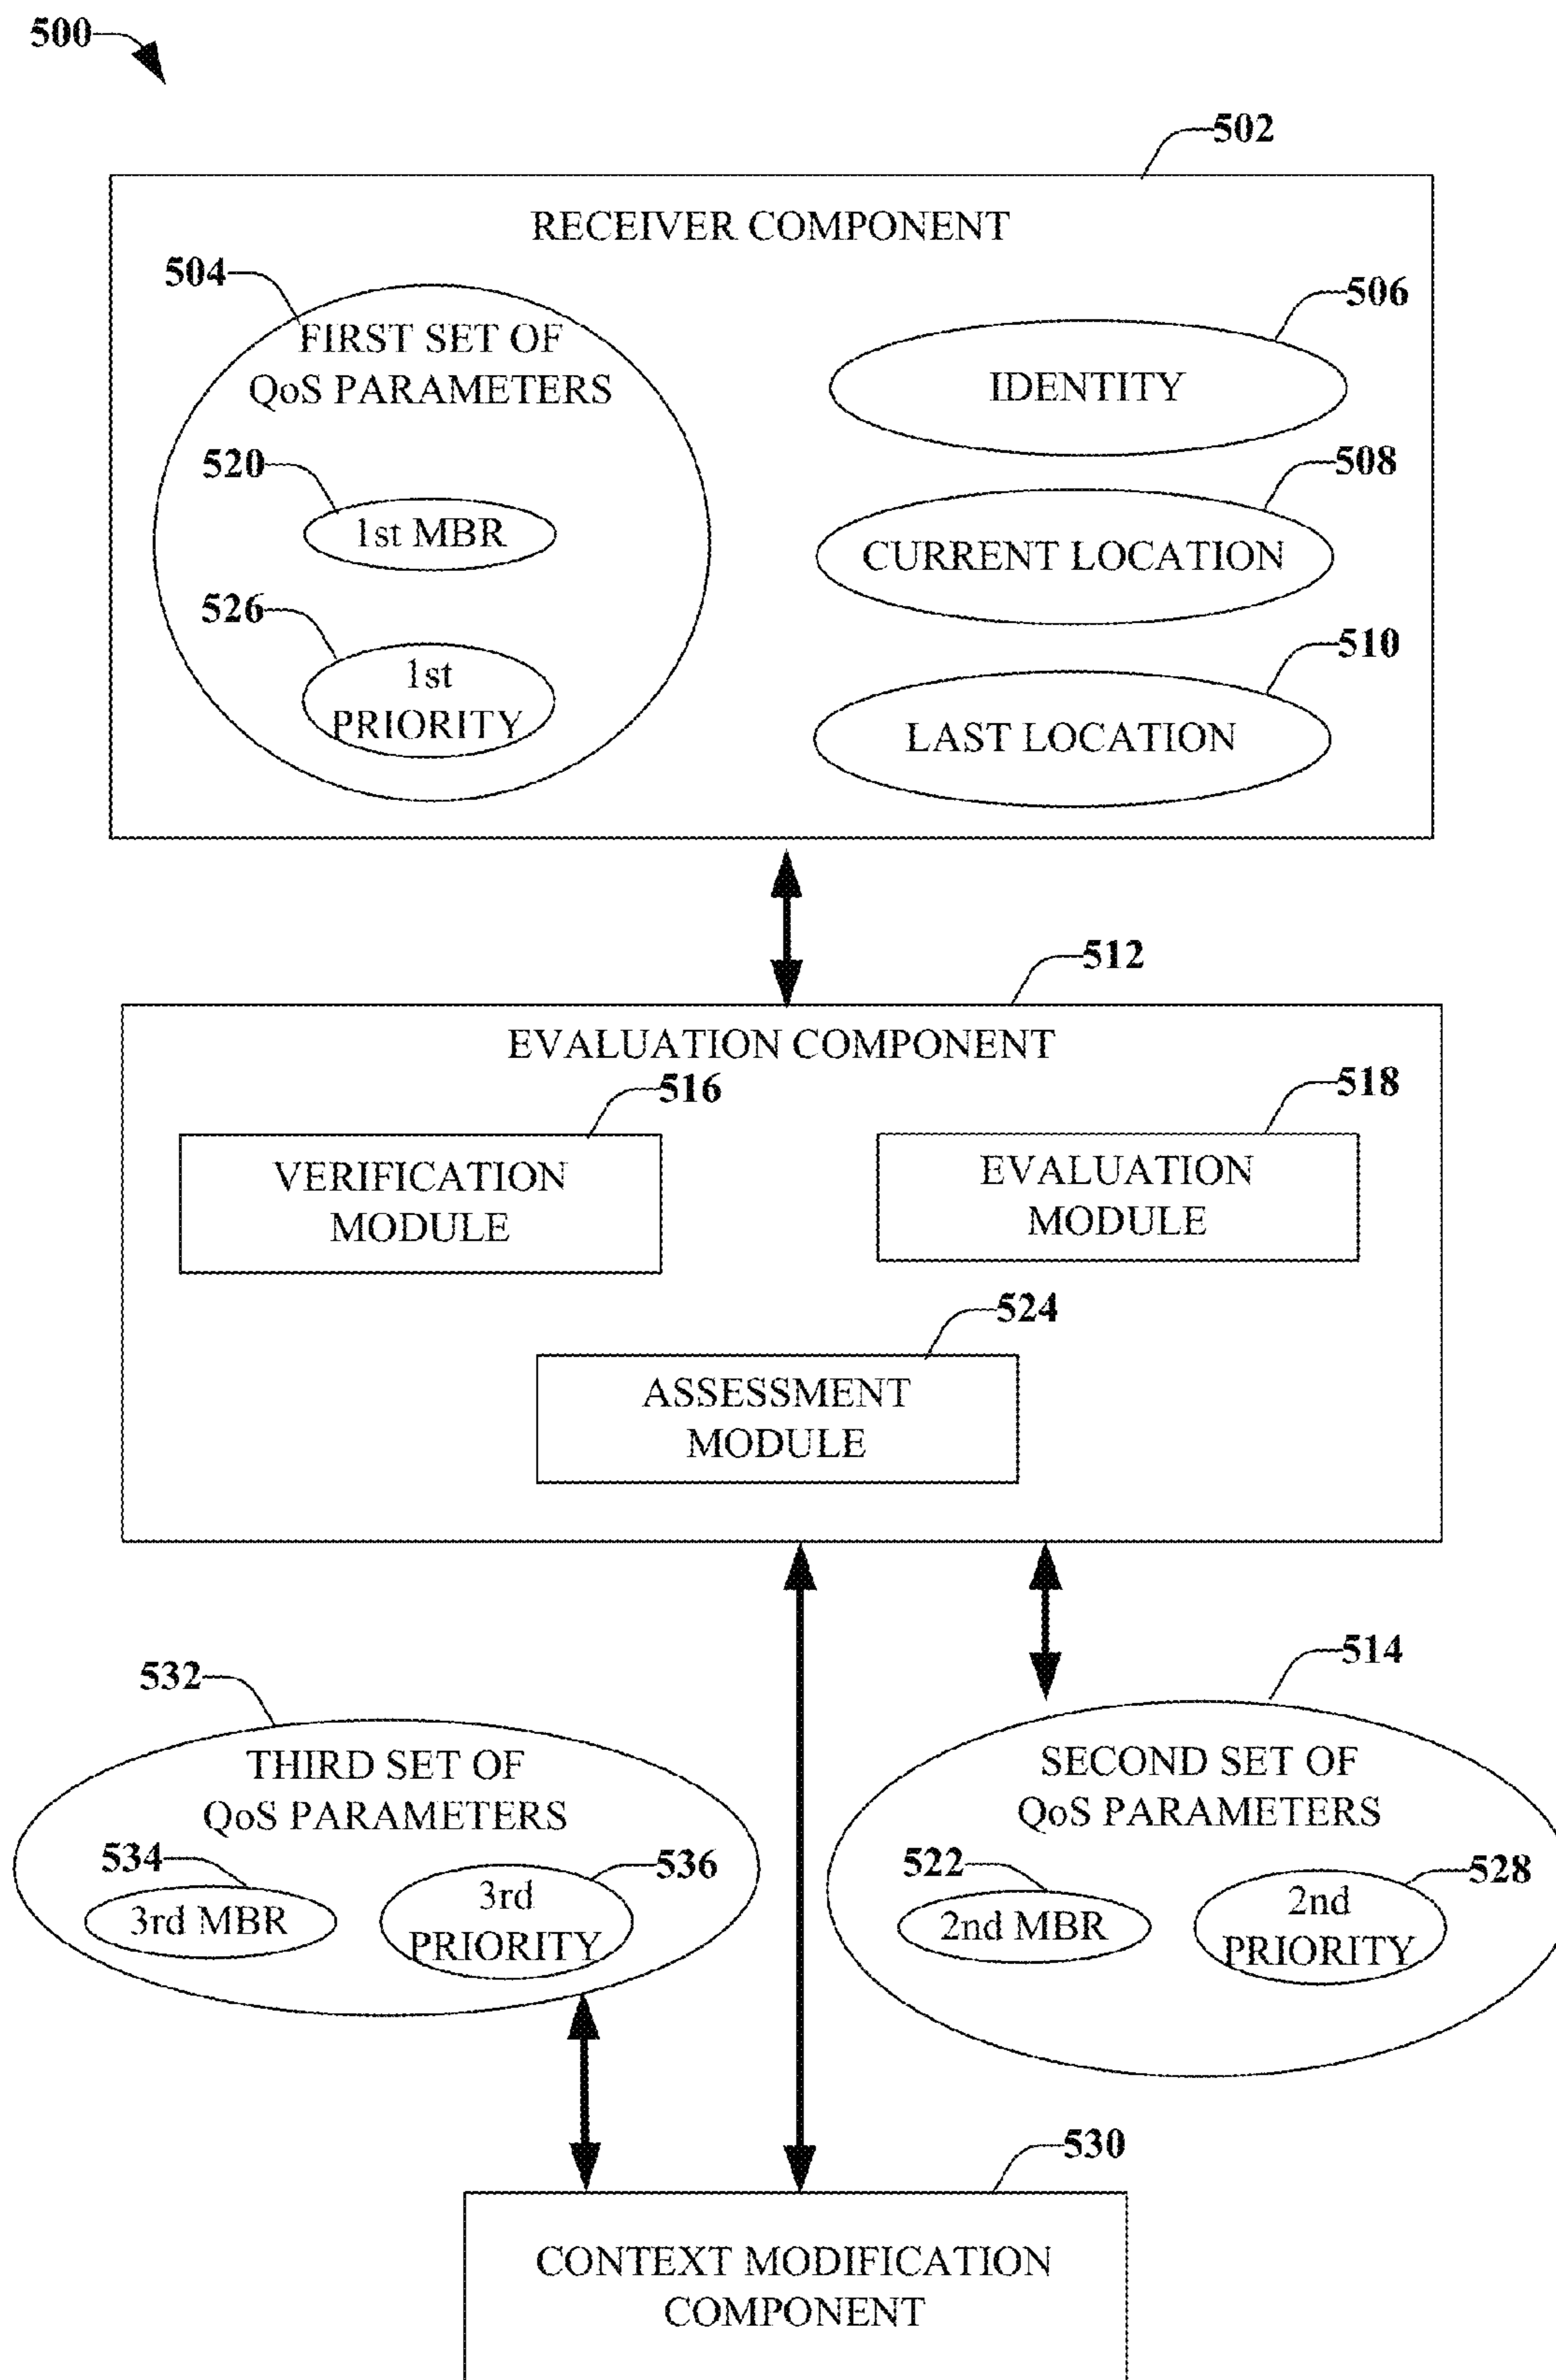 500
502
RECEIVER COMPONENT
504
506
FIRST SET OF
QoS PARAMETERS
IDENTITY
520
508
1st MBR
CURRENT LOCATION
526
510
1st
PRIORITY
LAST LOCATION
512
EVALUATION COMPONENT
516
518
VERIFICATION
MODULE
EVALUATION
MODULE
524
ASSESSMENT
MODULE
532
514
THIRD SET OF
QoS PARAMETERS
534
536
3rd MBR
3rd
PRIORITY
SECOND SET OF
QoS PARAMETERS
522
528
2nd MBR
2nd
PRIORITY
530
CONTEXT MODIFICATION
COMPONENT